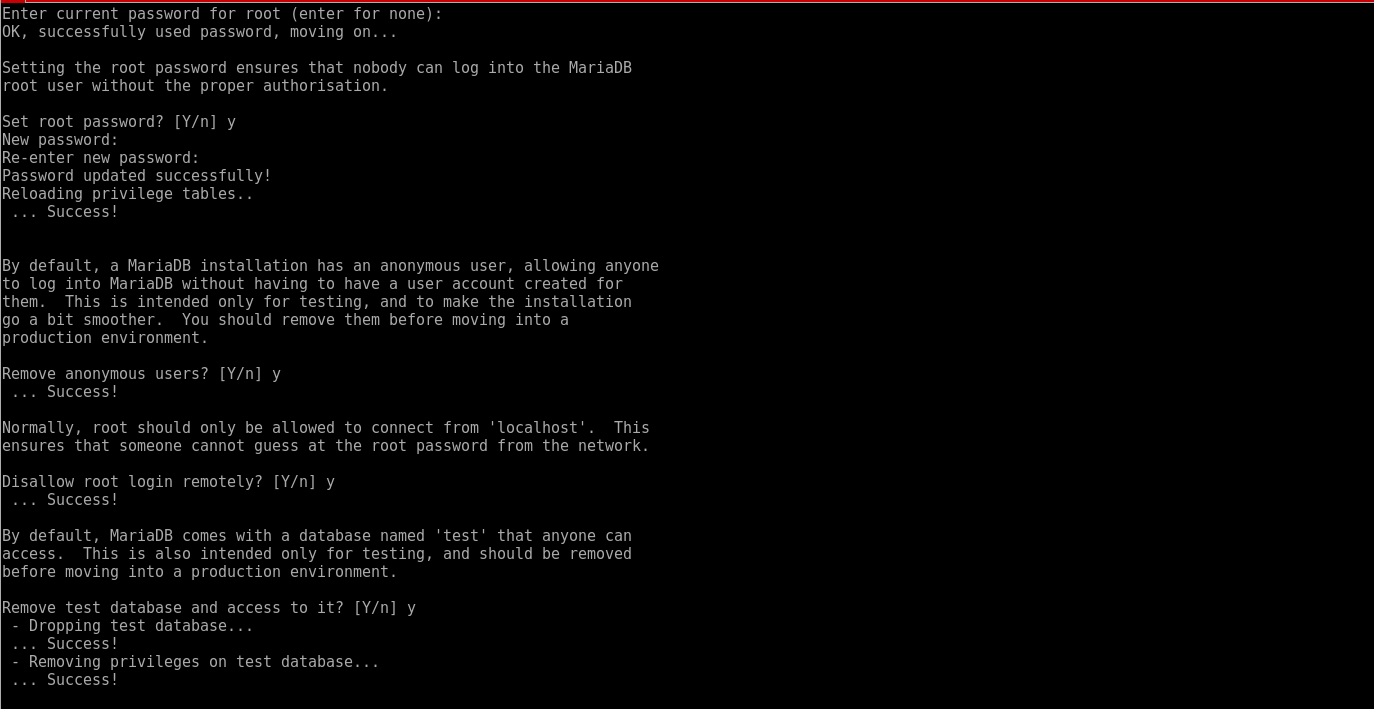 Enter current password for root (enter for none):
OK, successfully used password, moving on...
Setting the root password ensures that nobody can log into the MariaDB
root user without the proper authorisation.
Set root password? [Y/n] y
New password:
Re-enter new password:
Password updated successfully!
Reloading privilege tables..
 ... Success!
By default, a MariaDB installation has an anonymous user, allowing anyone
to log into MariaDB without having to have a user account created for
them.  This is intended only for testing, and to make the installation
go a bit smoother.  You should remove them before moving into a
production environment.
Remove anonymous users? [Y/n] y
 ... Success!
Normally, root should only be allowed to connect from 'localhost'.  This
ensures that someone cannot guess at the root password from the network.
Disallow root login remotely? [Y/n] y
 ... Success!
By default, MariaDB comes with a database named 'test' that anyone can
access.  This is also intended only for testing, and should be removed
before moving into a production environment.
Remove test database and access to it? [Y/n] y
 - Dropping test database...
 ... Success!
 - Removing privileges on test database...
 ... Success!